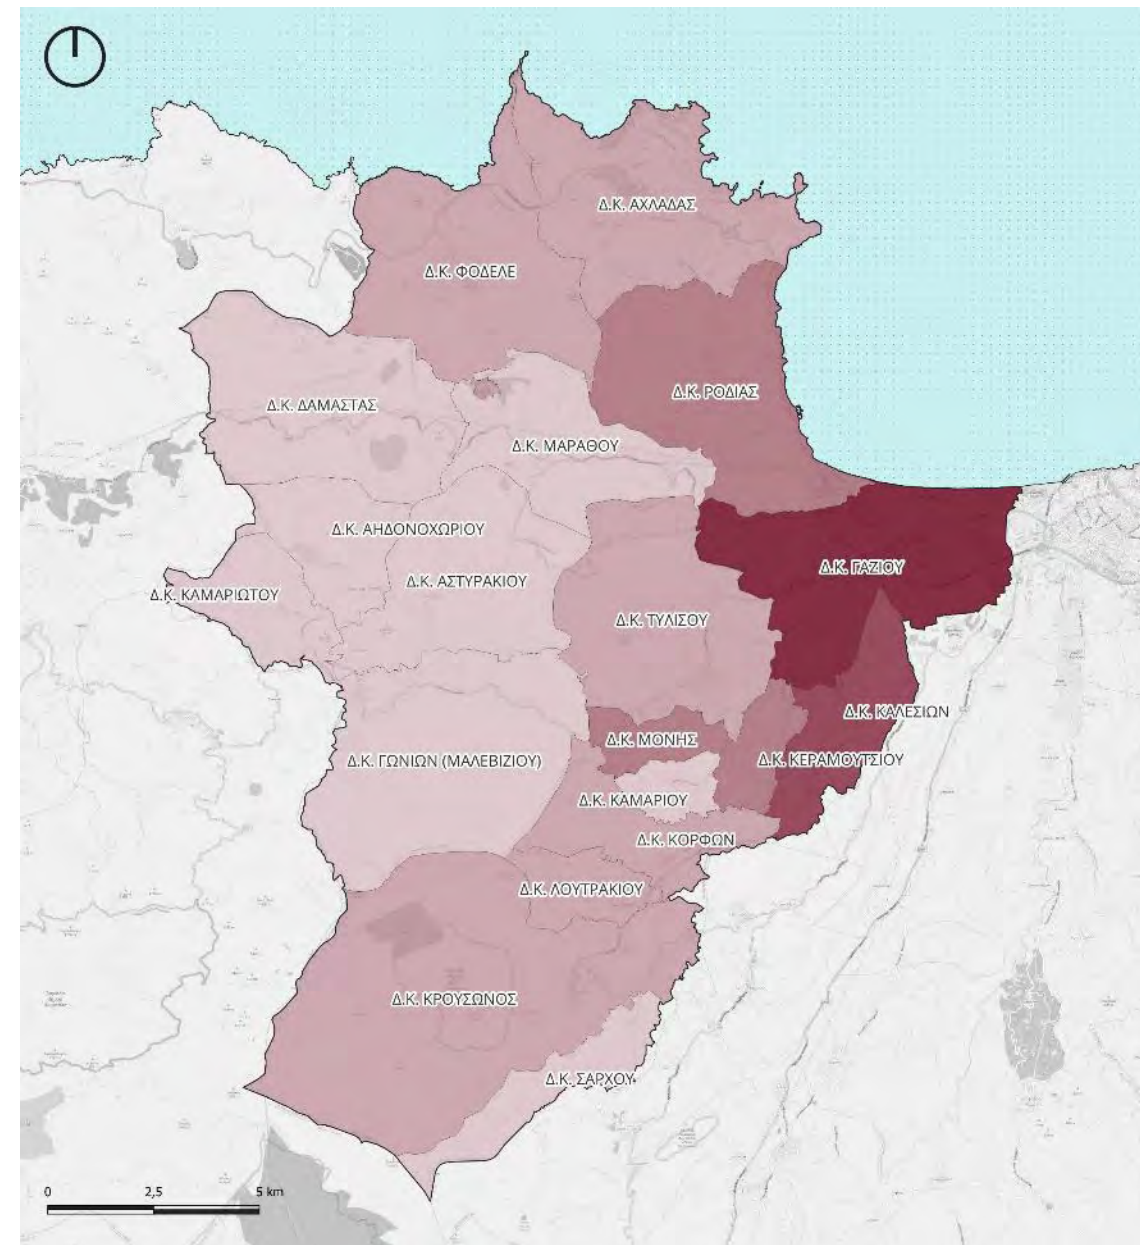 Δ.Κ. ΑΧΛΑΔΑΣ
Δ.Κ. ΦΟΔΕΛΕ
Δ.Κ. ΡΟΔΙΑΣ
Δ.Κ. ΔΑΜΑΣΤΑΣ
Δ.Κ. ΜΑΡΑΘΟΥ
Δ.Κ. ΑΗΔΟΝΟΧΩΡΙΟΥ
Δ.Κ. ΓΑΖΙΟΥ
Δ.Κ. ΑΣΤΥΡΑΚΙΟΥ
Δ.Κ. ΚΑΜΑΡΙΩΤΟΥ
Δ.Κ. ΤΥΛΙΣΟΥ
Δ.Κ. ΚΑΛΕΣΙΩΝ
Δ.Κ. ΜΟΝΗΣ
Δ.Κ. ΓΩΝΙΩΝ (ΜΑΛΕΒΙΖΙΟΥ)
Δ.Κ. ΚΕΡΑΜΟΥΤΣΙΟΥ
Δ.Κ. ΚΑΜΑΡΙΟΥ
Δ.Κ. ΚΟΡΦΩΝ
Δ.Κ. ΛΟΥΤΡΑΚΙΟΥ
Δ.Κ. ΚΡΟΥΣΩΝΟΣ
Δ.Κ. ΣΑΡΧΟΥ
0 2,5 5 km